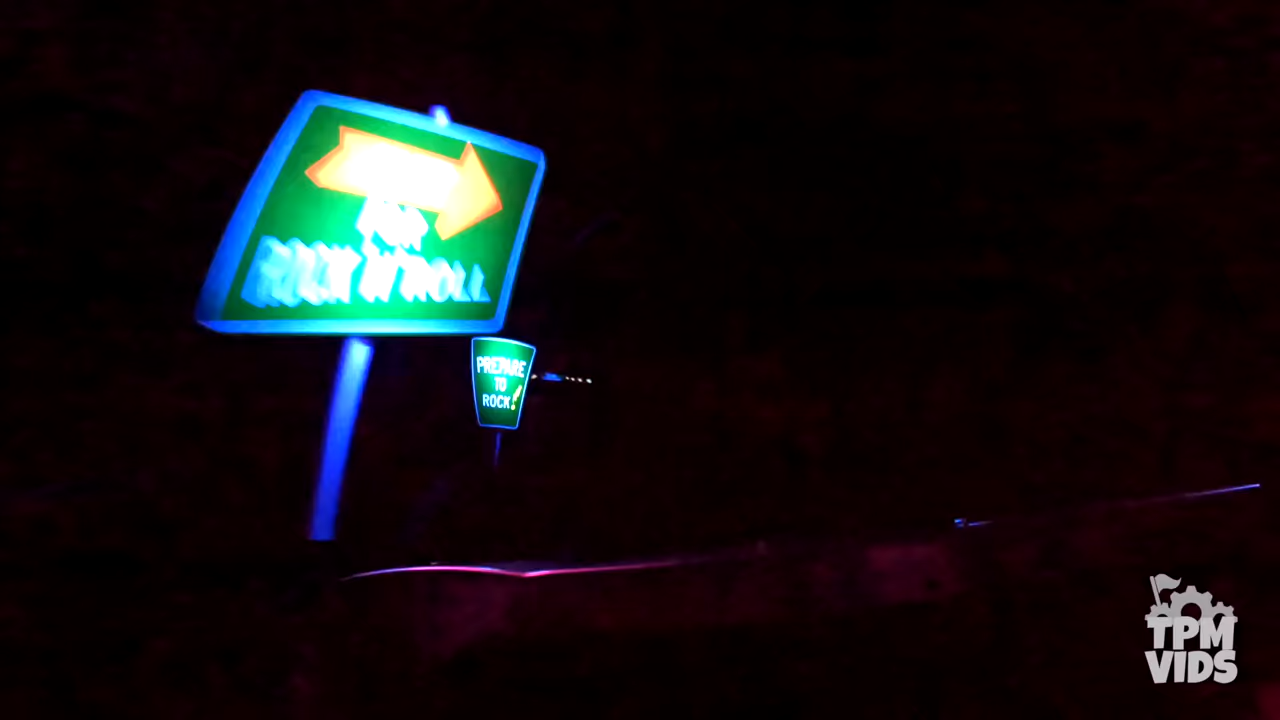 FOR
ROCK 'N' ROLL
PREPARE
TO
ROCK!
TPM
VIDS